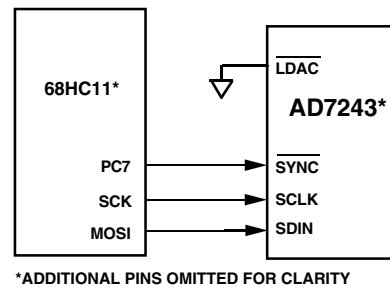 68HC11*
LDAC
AD7243*
PC7
SYNC
SCK
SCLK
MOSI
SDIN
*ADDITIONAL PINS OMITTED FOR CLARITY